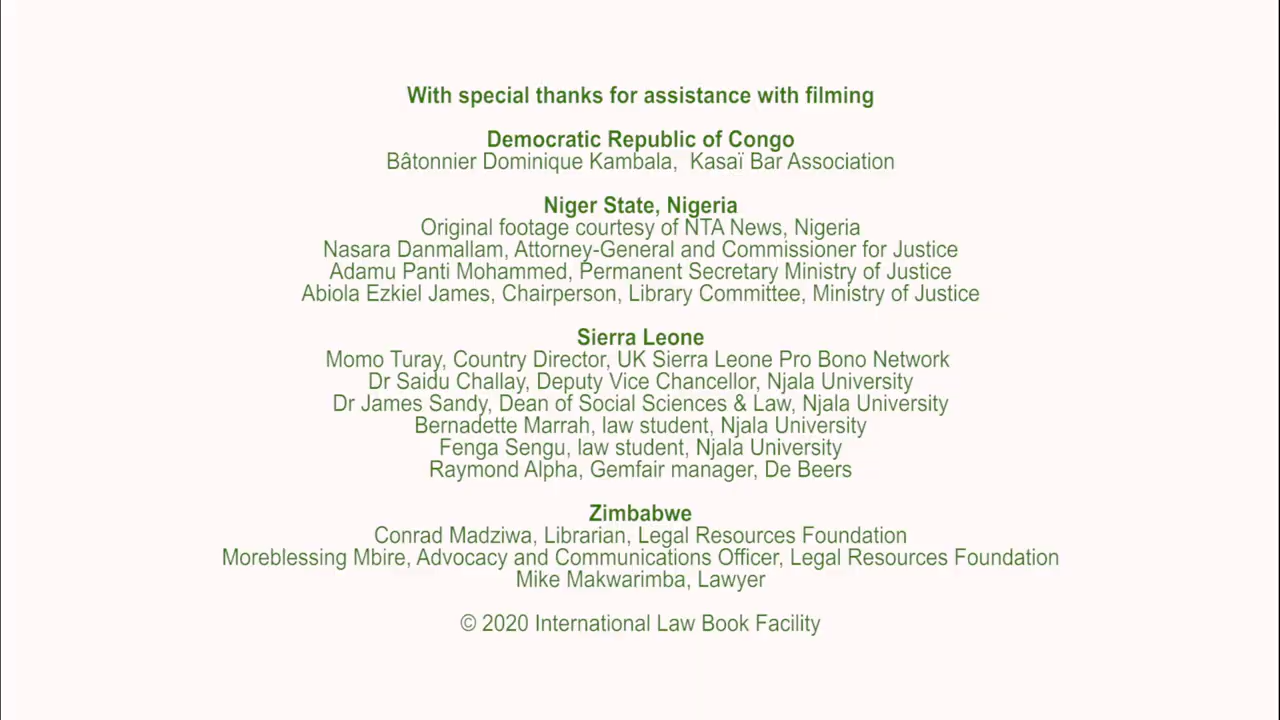 With special thanks for assistance with filming
Democratic Republic of Congo
Bâtonnier Dominique Kambala,  Kasaï Bar Association
Niger State, Nigeria
Original footage courtesy of NTA News, Nigeria
Nasara Danmallam, Attorney-General and Commissioner for Justice
Adamu Panti Mohammed, Permanent Secretary Ministry of Justice
Abiola Ezkiel James, Chairperson, Library Committee, Ministry of Justice
Sierra Leone
Momo Turay, Country Director, UK Sierra Leone Pro Bono Network
Dr Saidu Challay, Deputy Vice Chancellor, Njala University
Dr James Sandy, Dean of Social Sciences & Law, Njala University
Bernadette Marrah, law student, Njala University
Fenga Sengu, law student, Njala University
Raymond Alpha, Gemfair manager, De Beers
Zimbabwe
Conrad Madziwa, Librarian, Legal Resources Foundation
Moreblessing Mbire, Advocacy and Communications Officer, Legal Resources Foundation
Mike Makwarimba, Lawyer
© 2020 International Law Book Facility